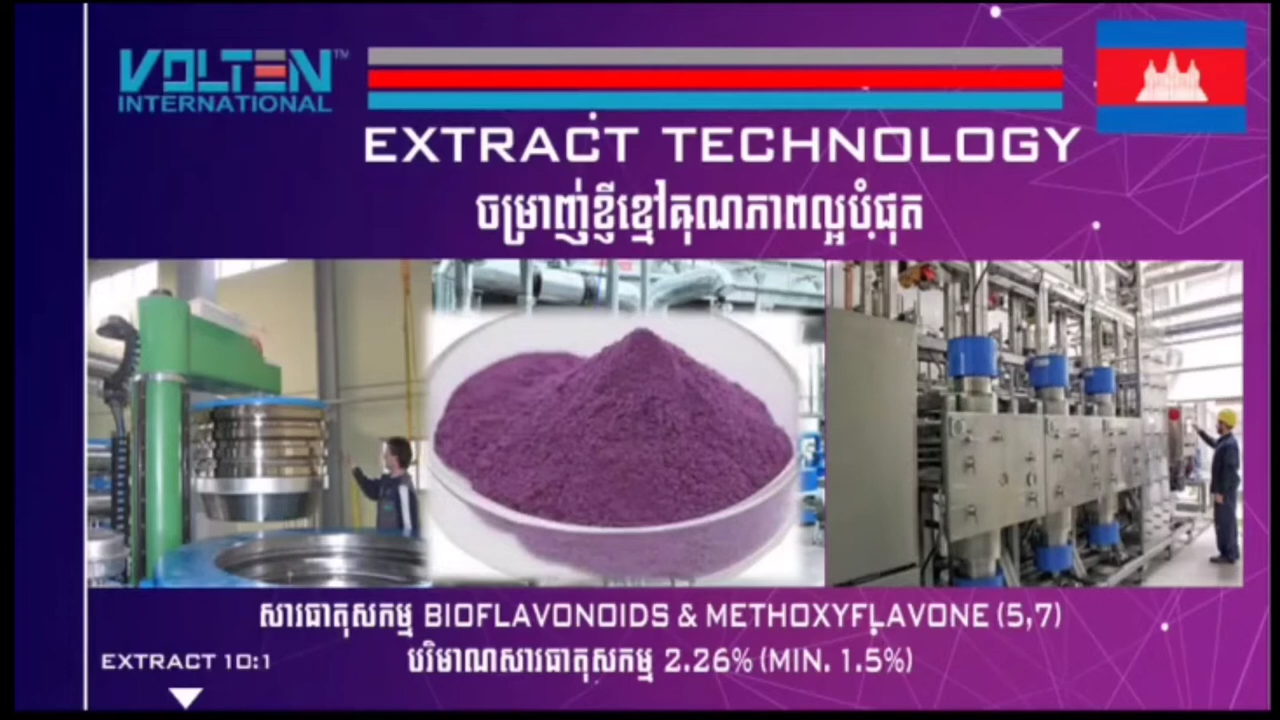 VOLTEN™
INTERNATIONAL
EXTRACT TECHNOLOGY
ចម្រាញ់ខ្ញីខ្មៅគុណភាពល្អបំផុត
សារធាតុសកម្ម BIOFLAVONOIDS & METHOXYFLAVONE (5,7)
EXTRACT 10:1
បរិមាណសារធាតុសកម្ម 2.26% (MIN. 1.5%)